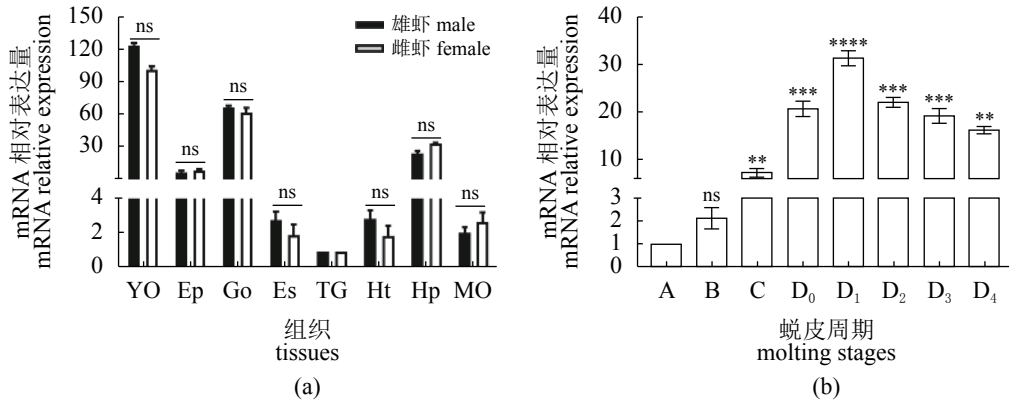 mRNA 相对表达量
mRNA relative expression
150
120
90
60
30
4
2
0
雄虾 male
雌虾 female
ns
ns
ns
ns
ns
ns
ns
YO Ep Go Es TG Ht Hp MO
组织
tissues
(a)
mRNA 相对表达量
mRNA relative expression
40
30
20
10
3
2
1
0
ns
**
***
****
***
***
**
A B C D₀ D₁ D₂ D₃ D₄
蜕皮周期
molting stages
(b)